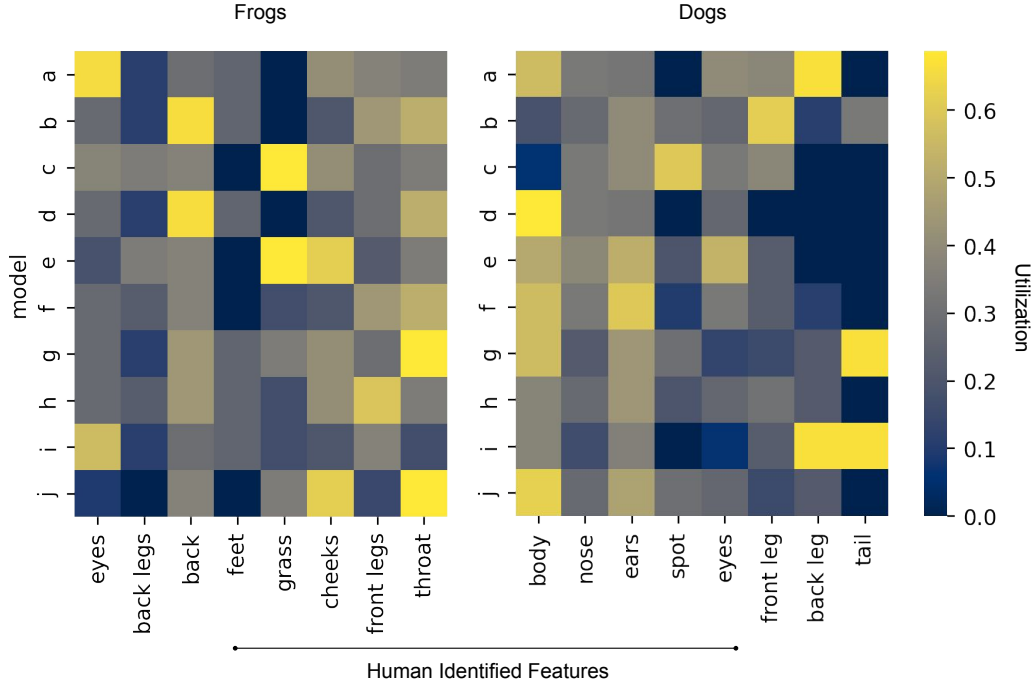 Frogs
Dogs
model
a
b
c
d
e
f
g
h
i
j
eyes
back legs
back
feet
grass
cheeks
front legs
throat
a
b
c
d
e
f
g
h
i
j
body
nose
ears
spot
eyes
front leg
back leg
tail
0.6
0.5
0.4
0.3
0.2
0.1
0.0
Utilization
Human Identified Features